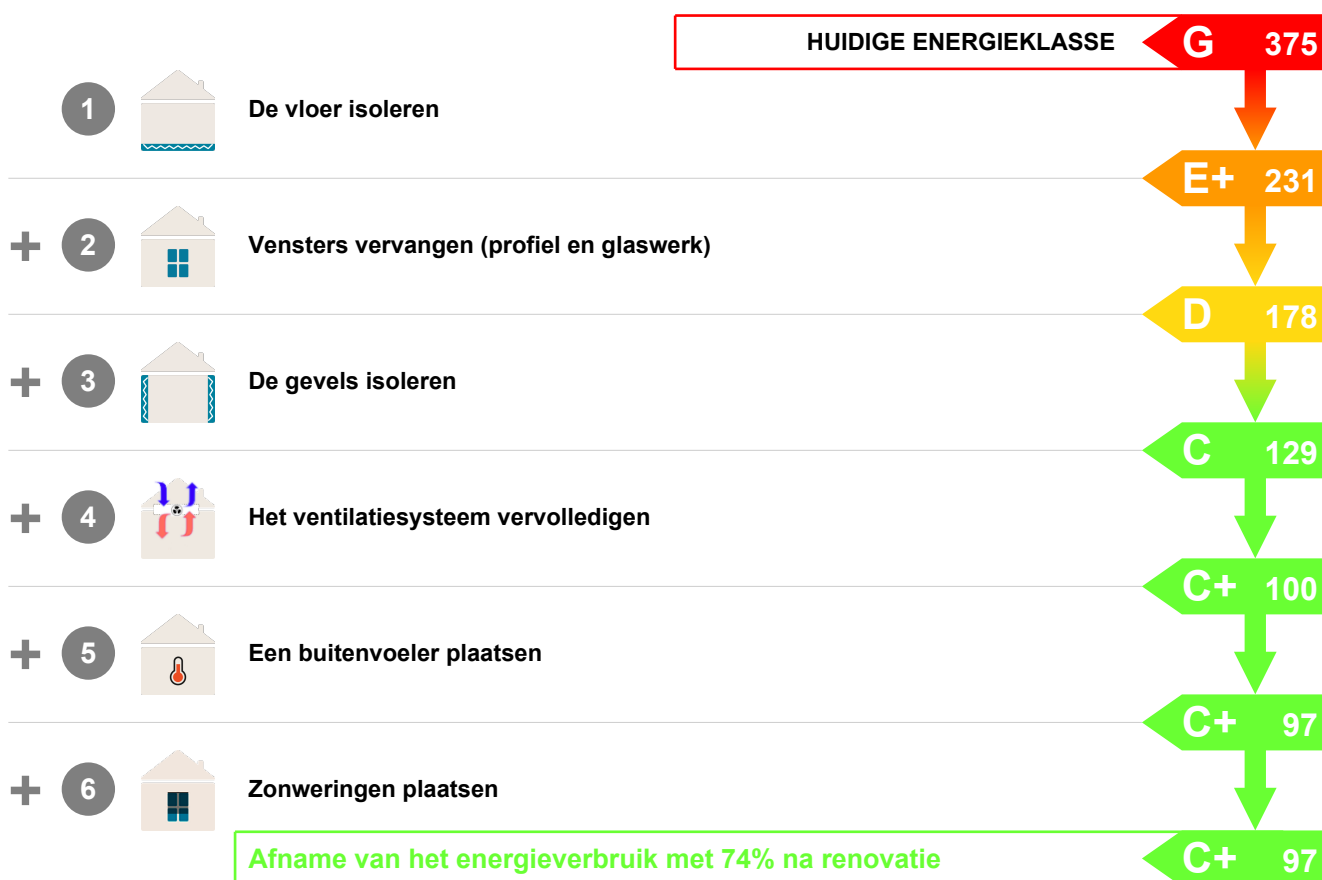 HUIDIGE ENERGIEKLASSE G 375
1 De vloer isoleren
E+ 231
+ 2 Vensters vervangen (profiel en glaswerk)
D 178
+ 3 De gevels isoleren
C 129
+ 4 Het ventilatiesysteem vervolledigen
C+ 100
+ 5 Een buitenvoeler plaatsen
C+ 97
+ 6 Zonweringen plaatsen
Afname van het energieverbruik met 74% na renovatie C+ 97